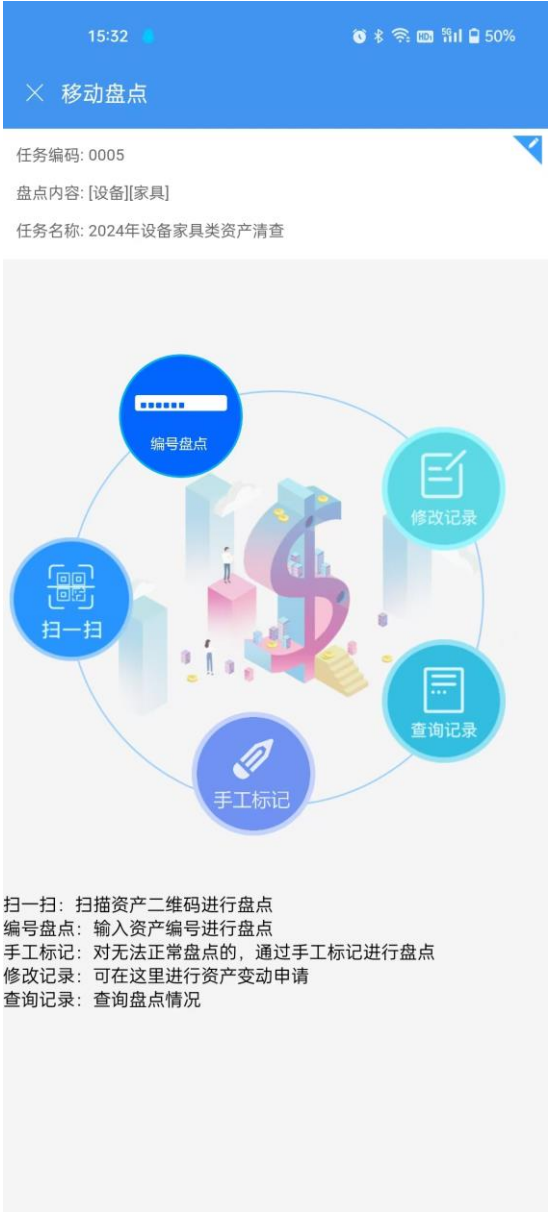 15:32
50%
移动盘点
任务编码: 0005
盘点内容: [设备][家具]
任务名称: 2024年设备家具类资产清查
编号盘点
修改记录
扫一扫
查询记录
手工标记
扫一扫：扫描资产二维码进行盘点
编号盘点：输入资产编号进行盘点
手工标记：对无法正常盘点的，通过手工标记进行盘点
修改记录：可在这里进行资产变动申请
查询记录：查询盘点情况